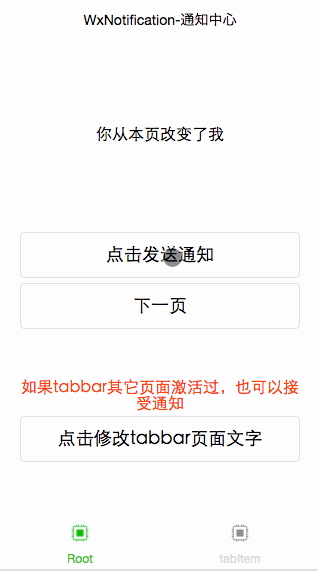 WxNotification-通知中心
你从本页改变了我
点击发送通知
下一页
如果tabbar其它页面激活过，也可以接
受通知
点击修改tabbar页面文字
Root
tabItem